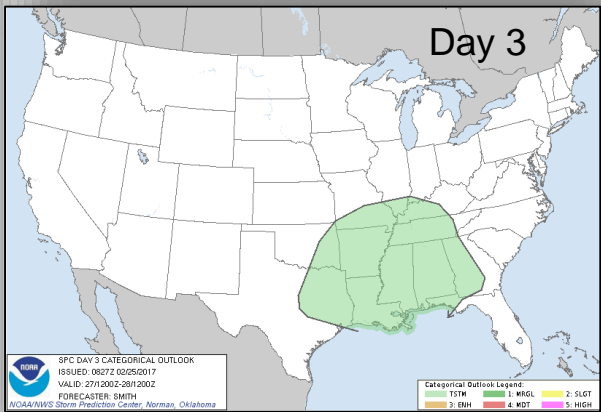 Day 3
NOAA
SPC DAY 3 CATEGORICAL OUTLOOK
ISSUED: 0827Z 02/25/2017
VALID: 27/1200Z-28/1200Z
FORECASTER: SMITH
NOAA/NWS Storm Prediction Center, Norman, Oklahoma
Categorical Outlook Legend:
TSTM 1: MRGL 2: SLGT
3: ENH 4: MDT 5: HIGH